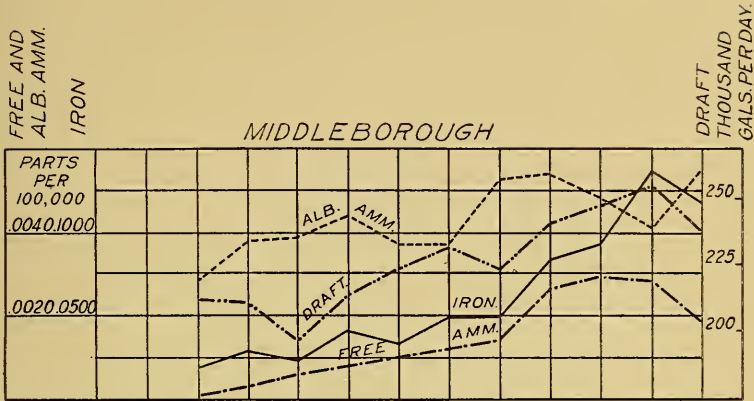 FREE AND
ALB. AMM.
IRON
MIDDLEBOROUGH
DRAFT
THOUSAND
GALS. PER DAY.
PARTS
PER
100,000
.0040 .1000
.0020 .0500
ALB. AMM.
DRAFT.
IRON.
FREE AMM.
250
225
200